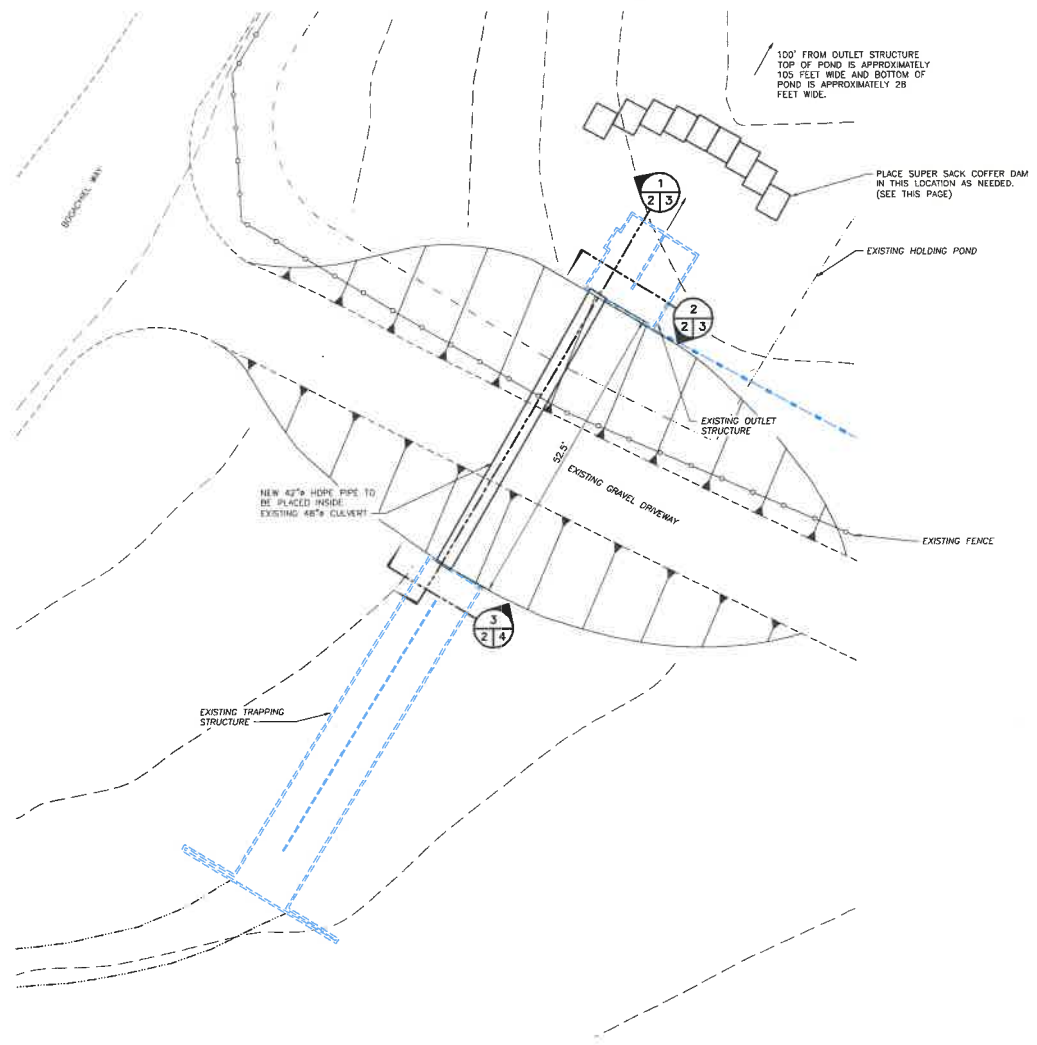 100' FROM OUTLET STRUCTURE
TOP OF POND IS APPROXIMATELY
105 FEET WIDE AND BOTTOM OF
POND IS APPROXIMATELY 28
FEET WIDE.
BOGACHIEL WAY
PLACE SUPER SACK COFFER DAM
IN THIS LOCATION AS NEEDED.
(SEE THIS PAGE)
1
2 3
EXISTING HOLDING POND
2
2 3
EXISTING OUTLET
STRUCTURE
52.5'
EXISTING GRAVEL DRIVEWAY
NEW 42"ø HDPE PIPE TO
BE PLACED INSIDE
EXISTING 48"ø CULVERT
EXISTING FENCE
3
2 4
EXISTING TRAPPING
STRUCTURE